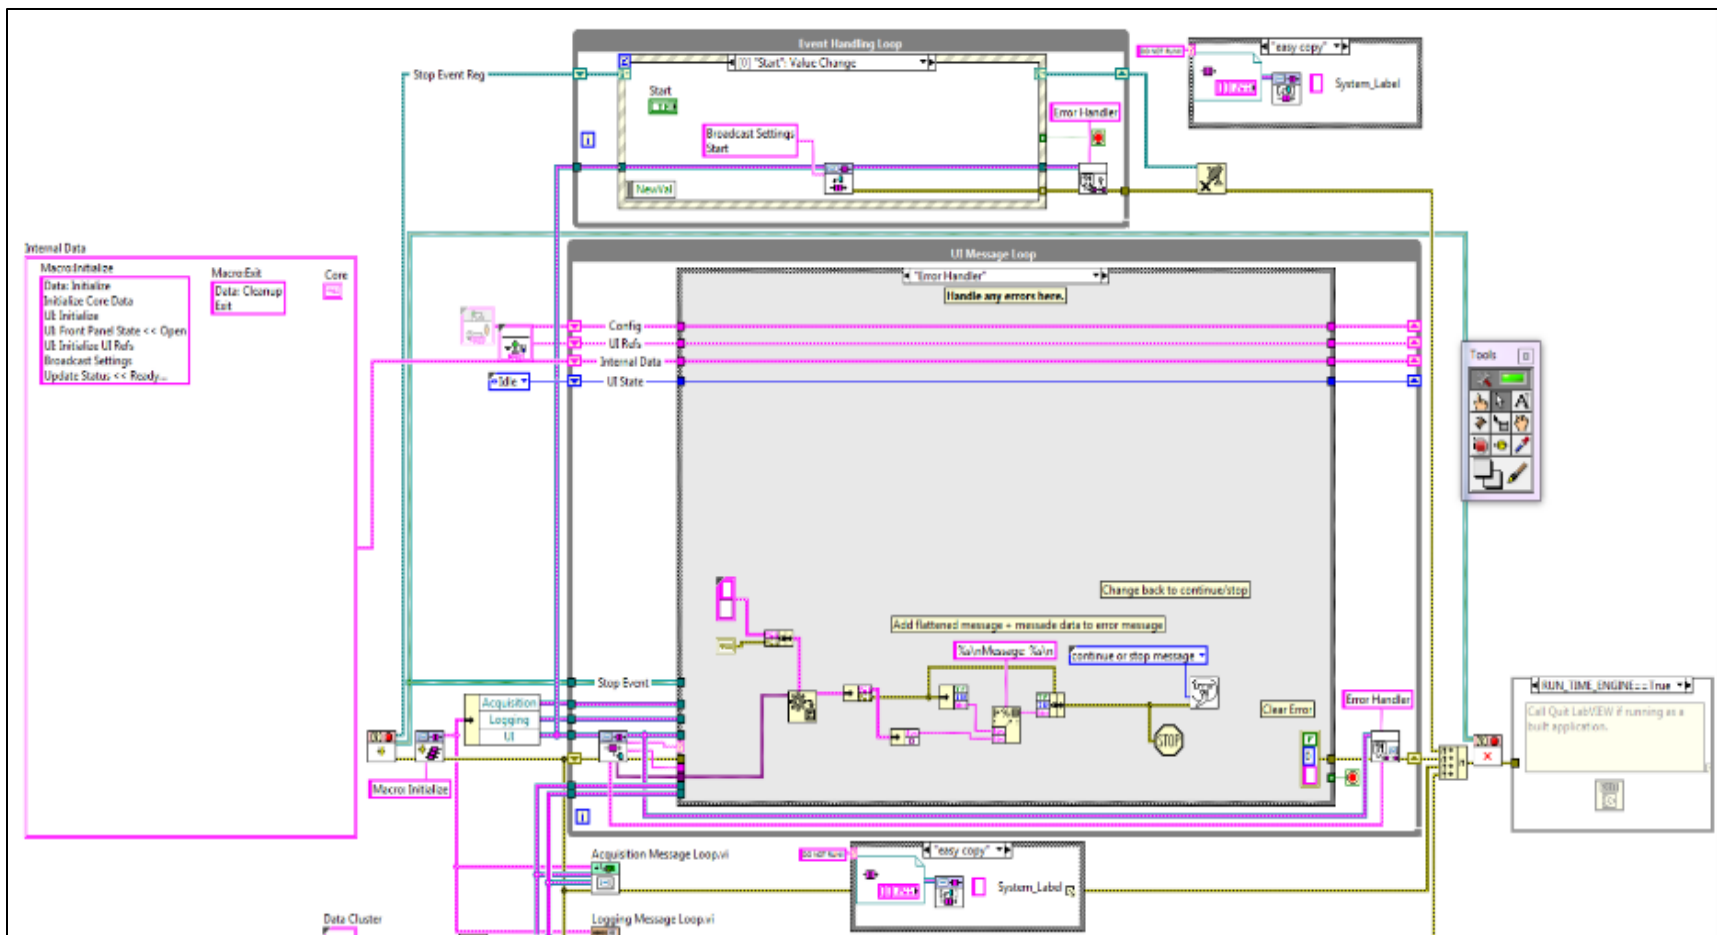 Event Handling Loop
[0] "Start": Value Change
"easy copy"
Stop Event Reg
Start
System_Label
Error Handler
Broadcast Settings
Start
NewVal
Internal Data
UI Message Loop
Macro:Initialize
Macro:Exit
Core
"Error Handler"
Data: Initialize
Data: Cleanup
Initialize Core Data
Exit
Handle any errors here.
UI: Initialize
UI: Front Panel State << Open
Config
UI: Initialize UI Refs
UI Refs
Broadcast Settings
Internal Data
Update Status << Ready...
Idle
UI State
Tools
Change back to continue/stop
Add flattened message + messade data to error message
%s\nMessage: %s\n
continue or stop message
Stop Event
RUN_TIME_ENGINE==True
Acquisition
Error Handler
Logging
Clear Error
Call Quit LabVIEW if running as a
built application.
UI
STOP
Macro: Initialize
Acquisition Message Loop.vi
"easy copy"
System_Label
Data Cluster
Logging Message Loop.vi